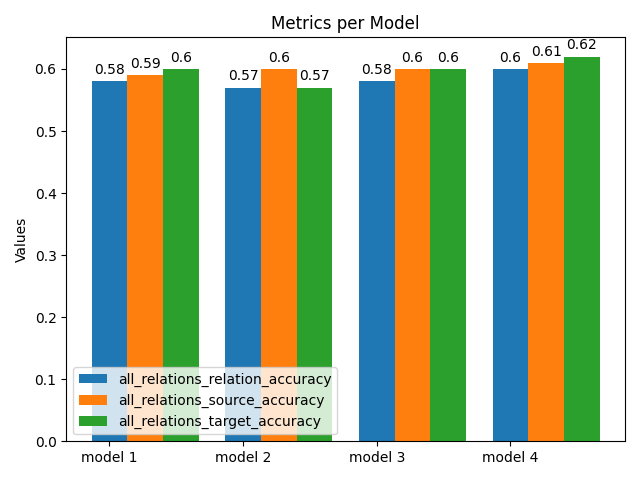 Metrics per Model
Values
0.6
0.5
0.4
0.3
0.2
0.1
0.0
0.58 0.59 0.6
0.57 0.6 0.57
0.58 0.6 0.6
0.6 0.61 0.62
all_relations_relation_accuracy
all_relations_source_accuracy
all_relations_target_accuracy
model 1 model 2 model 3 model 4